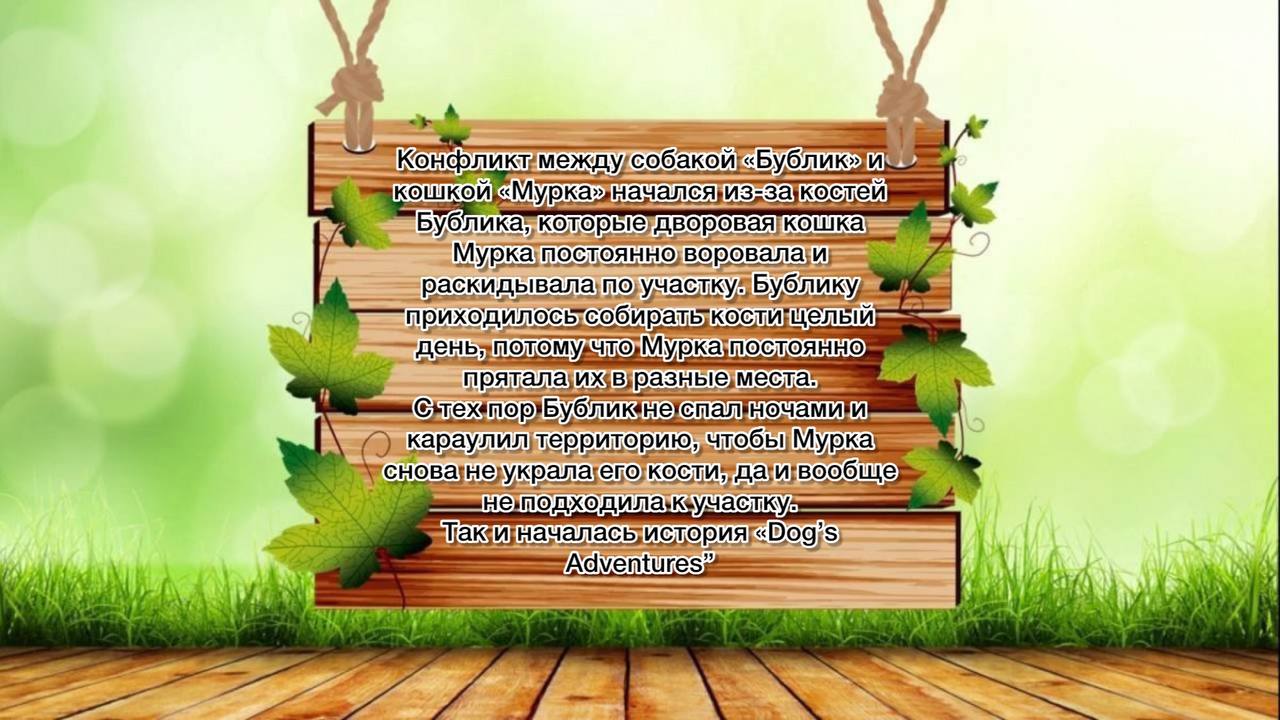 Конфликт между собакой «Бублик» и
кошкой «Мурка» начался из-за костей
Бублика, которые дворовая кошка
Мурка постоянно воровала и
раскидывала по участку. Бублику
приходилось собирать кости целый
день, потому что Мурка постоянно
прятала их в разные места.
С тех пор Бублик не спал ночами и
караулил территорию, чтобы Мурка
снова не украла его кости, да и вообще
не подходила к участку.
Так и началась история «Dog’s
Adventures”